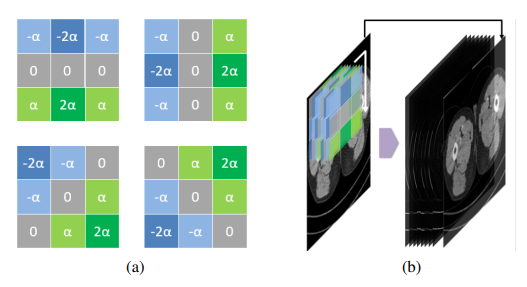 -α -2α -α
0 0 0
α 2α α
-α 0 α
-2α 0 2α
-α 0 α
-2α -α 0
-α 0 α
0 α 2α
0 α 2α
-α 0 α
-2α -α 0
(a)
(b)